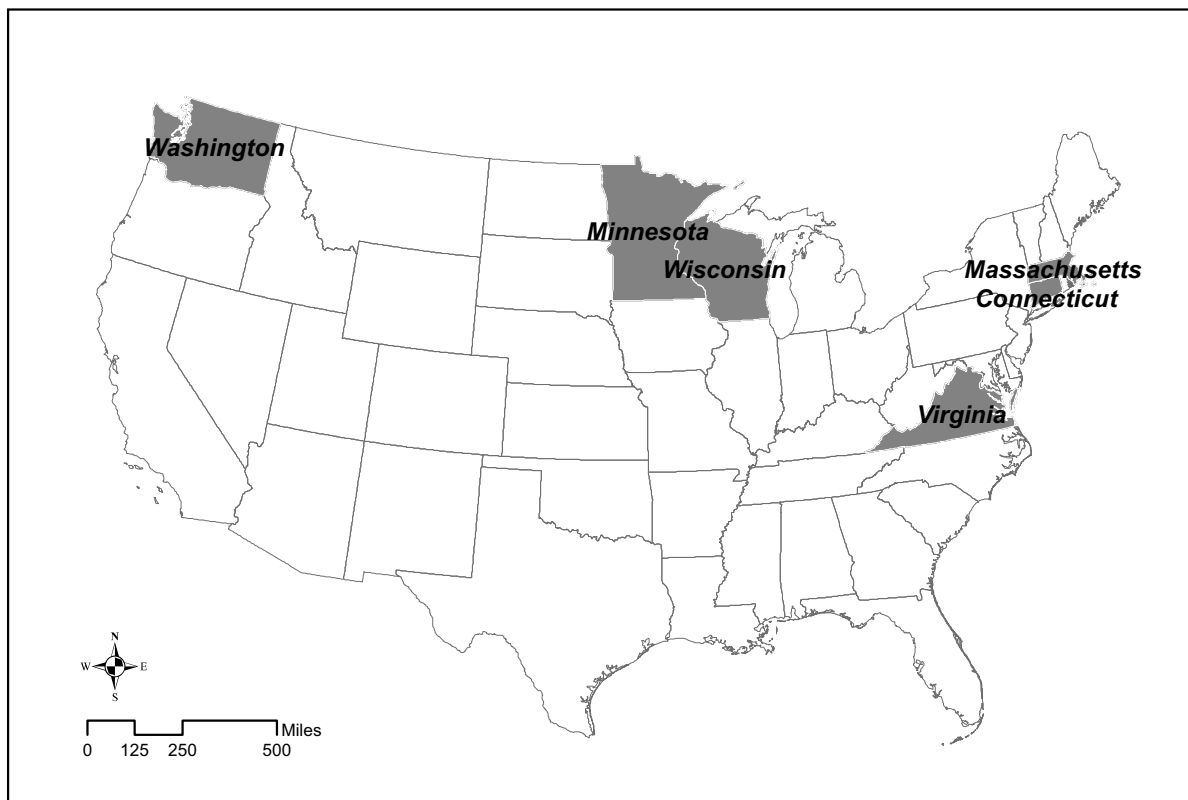 Washington
Minnesota
Wisconsin
Massachusetts
Connecticut
Virginia
N
W E
S
Miles
0 125 250 500